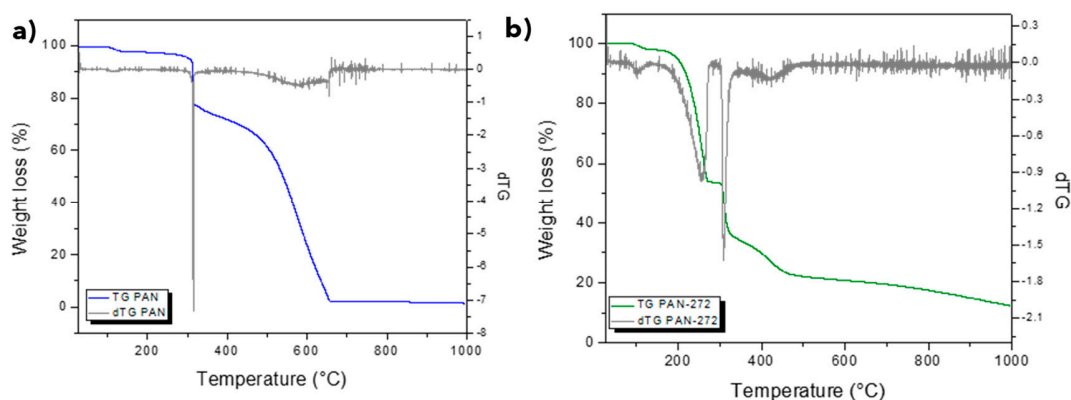 a)
100
80
60
40
20
0
Weight loss (%)
1
0
-1
-2
-3
-4
-5
-6
-7
-8
dTG
TG PAN
dTG PAN
200 400 600 800 1000
Temperature (°C)
b)
100
80
60
40
20
0
Weight loss (%)
0.3
0.0
-0.3
-0.6
-0.9
-1.2
-1.5
-1.8
-2.1
dTG
TG PAN-272
dTG PAN-272
200 400 600 800 1000
Temperature (°C)